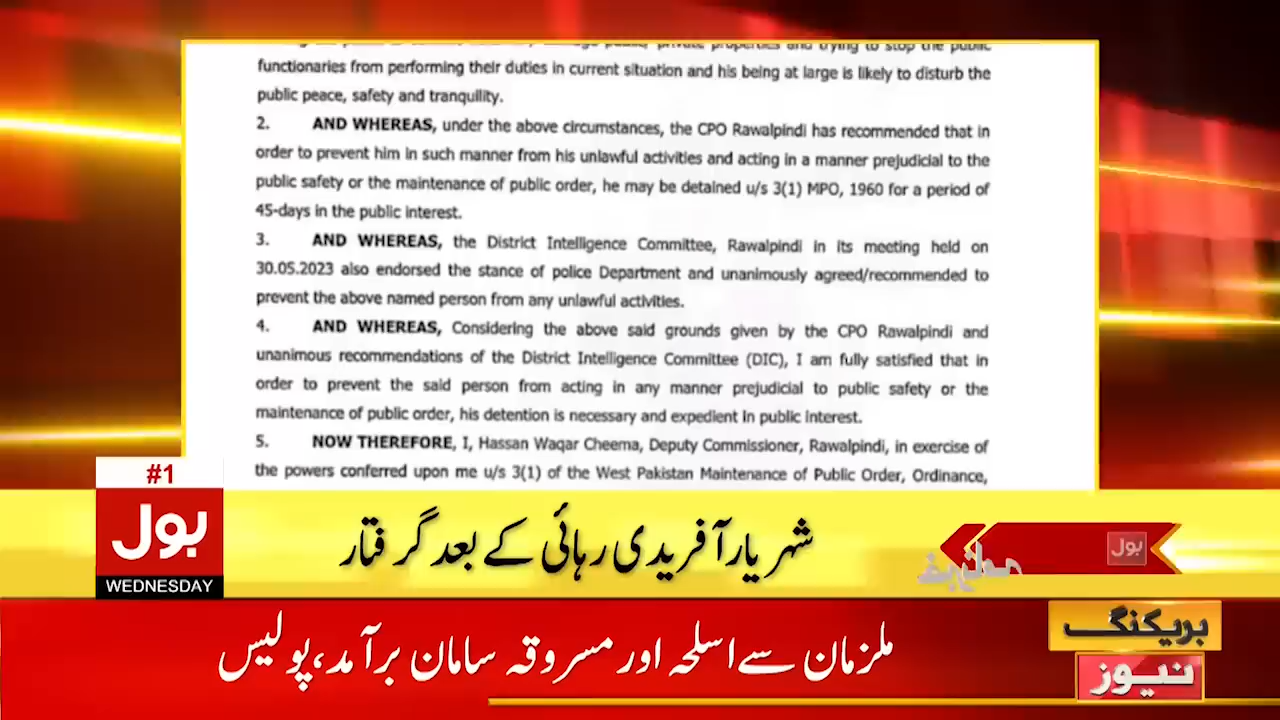 private properties and trying to stop the public
functionaries from performing their duties in current situation and his being at large is likely to disturb the
public peace, safety and tranquility.
2. AND WHEREAS, under the above circumstances, the CPO Rawalpindi has recommended that in
order to prevent him in such manner from his unlawful activities and acting in a manner prejudicial to the
public safety or the maintenance of public order, he may be detained u/s 3(1) MPO, 1960 for a period of
45-days in the public interest.
3. AND WHEREAS, the District Intelligence Committee, Rawalpindi in its meeting held on
30.05.2023 also endorsed the stance of police Department and unanimously agreed/recommended to
prevent the above named person from any unlawful activities.
4. AND WHEREAS, Considering the above said grounds given by the CPO Rawalpindi and
unanimous recommendations of the District Intelligence Committee (DIC), I am fully satisfied that in
order to prevent the said person from acting in any manner prejudicial to public safety or the
maintenance of public order, his detention is necessary and expedient in public interest.
5. NOW THEREFORE, I, Hassan Waqar Cheema, Deputy Commissioner, Rawalpindi, in exercise of
the powers conferred upon me u/s 3(1) of the West Pakistan Maintenance of Public Order, Ordinance,
#1
بول
WEDNESDAY
شہریار آفریدی رہائی کے بعد گرفتار
بول
ملزمان سے اسلحہ اور مسروقہ سامان برآمد، پولیس
بریکنگ
نیوز